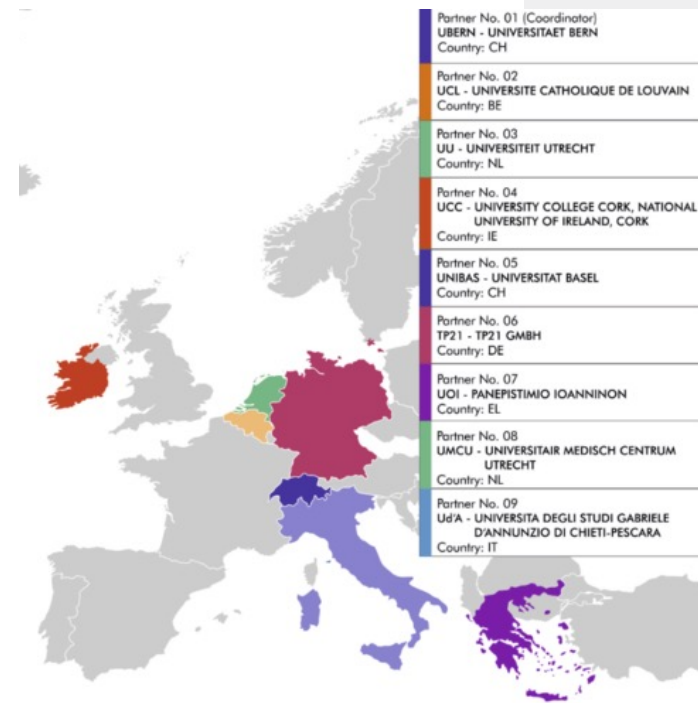 Partner No. 01 (Coordinator)
UBERN - UNIVERSITAET BERN
Country: CH
Partner No. 02
UCL - UNIVERSITE CATHOLIQUE DE LOUVAIN
Country: BE
Partner No. 03
UU - UNIVERSITEIT UTRECHT
Country: NL
Partner No. 04
UCC - UNIVERSITY COLLEGE CORK, NATIONAL
UNIVERSITY OF IRELAND, CORK
Country: IE
Partner No. 05
UNIBAS - UNIVERSITAT BASEL
Country: CH
Partner No. 06
TP21 - TP21 GMBH
Country: DE
Partner No. 07
UOI - PANEPISTIMIO IOANNINON
Country: EL
Partner No. 08
UMCU - UNIVERSITAIR MEDISCH CENTRUM
UTRECHT
Country: NL
Partner No. 09
Ud'A - UNIVERSITA DEGLI STUDI GABRIELE
D'ANNUNZIO DI CHIETI-PESCARA
Country: IT